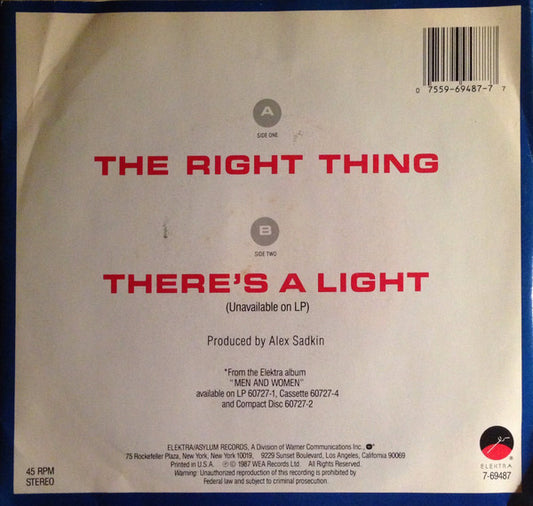 0 7559-69487-7 7
A
SIDE ONE
THE RIGHT THING
B
SIDE TWO
THERE'S A LIGHT
(Unavailable on LP)
Produced by Alex Sadkin
*From the Elektra album
"MEN AND WOMEN"
available on LP 60727-1, Cassette 60727-4
and Compact Disc 60727-2
ELEKTRA/ASYLUM RECORDS, A Division of Warner Communications Inc.
75 Rockefeller Plaza, New York, New York 10019. 9229 Sunset Boulevard, Los Angeles, California 90069
Printed in U.S.A. ℗ © 1987 WEA Records Ltd. All Rights Reserved.
Warning: Unauthorized reproduction of this recording is prohibited by
Federal law and subject to criminal prosecution.
45 RPM
STEREO
ELEKTRA
7-69487